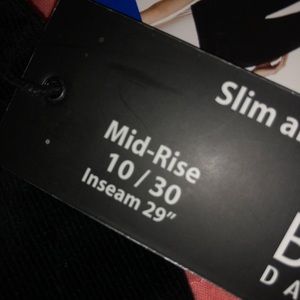 Slim a
Mid-Rise
10 / 30
Inseam 29"
D A